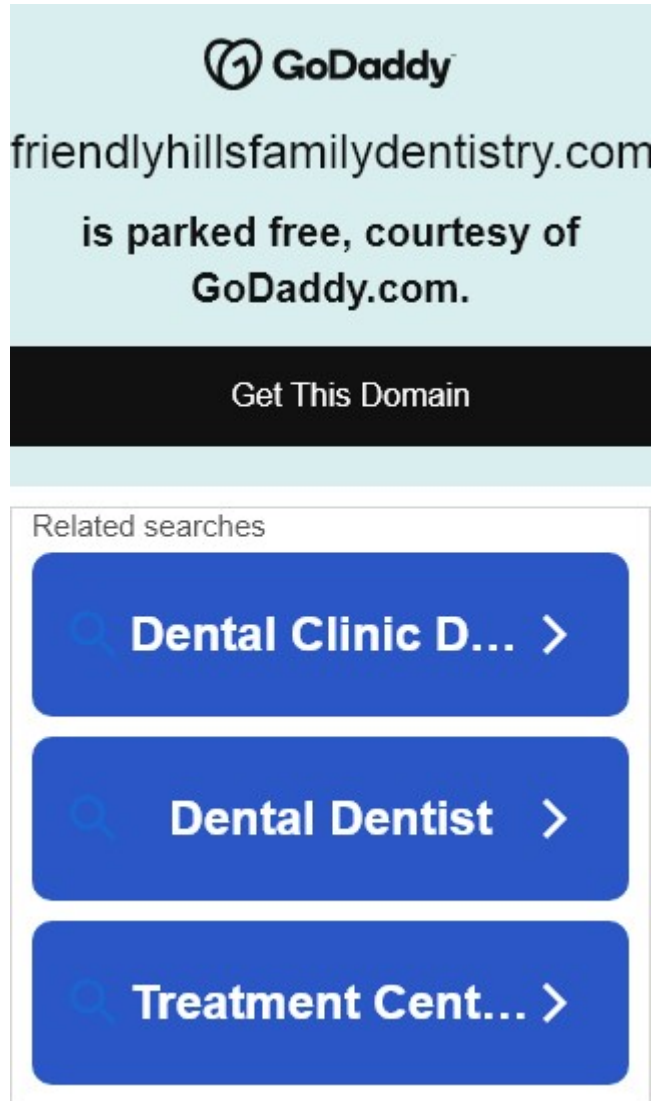 GoDaddy
friendlyhillsfamilydentistry.com
is parked free, courtesy of
GoDaddy.com.
Get This Domain
Related searches
Dental Clinic D...
Dental Dentist
Treatment Cent...